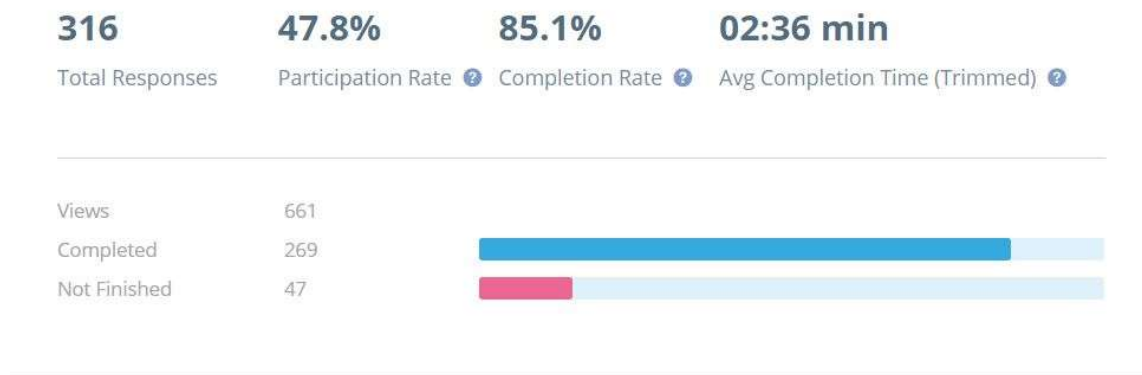 316 47.8% 85.1% 02:36 min
Total Responses Participation Rate ? Completion Rate ? Avg Completion Time (Trimmed) ?
Views 661
Completed 269
Not Finished 47